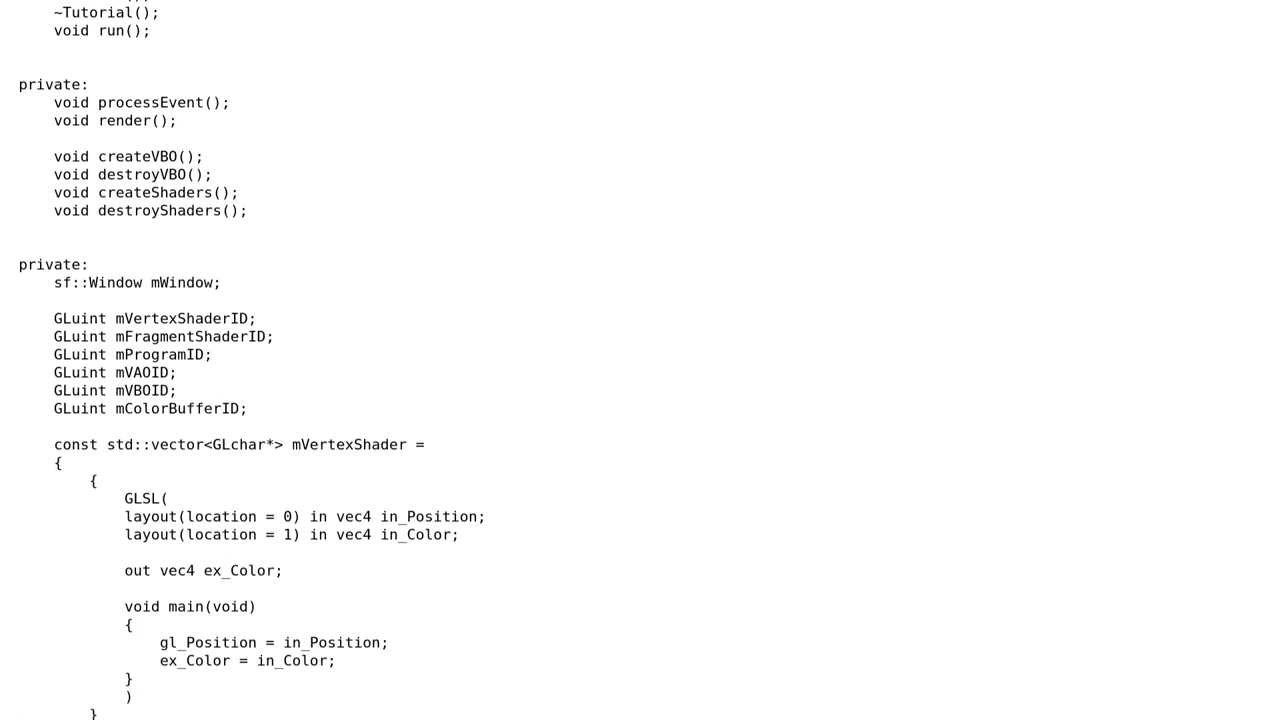 ~Tutorial();
void run();
private:
void processEvent();
void render();
void createVBO();
void destroyVBO();
void createShaders();
void destroyShaders();
private:
sf::Window mWindow;
GLuint mVertexShaderID;
GLuint mFragmentShaderID;
GLuint mProgramID;
GLuint mVAOID;
GLuint mVBOID;
GLuint mColorBufferID;
const std::vector<GLchar*> mVertexShader =
{
{
GLSL(
layout(location = 0) in vec4 in_Position;
layout(location = 1) in vec4 in_Color;
out vec4 ex_Color;
void main(void)
{
gl_Position = in_Position;
ex_Color = in_Color;
}
)
}